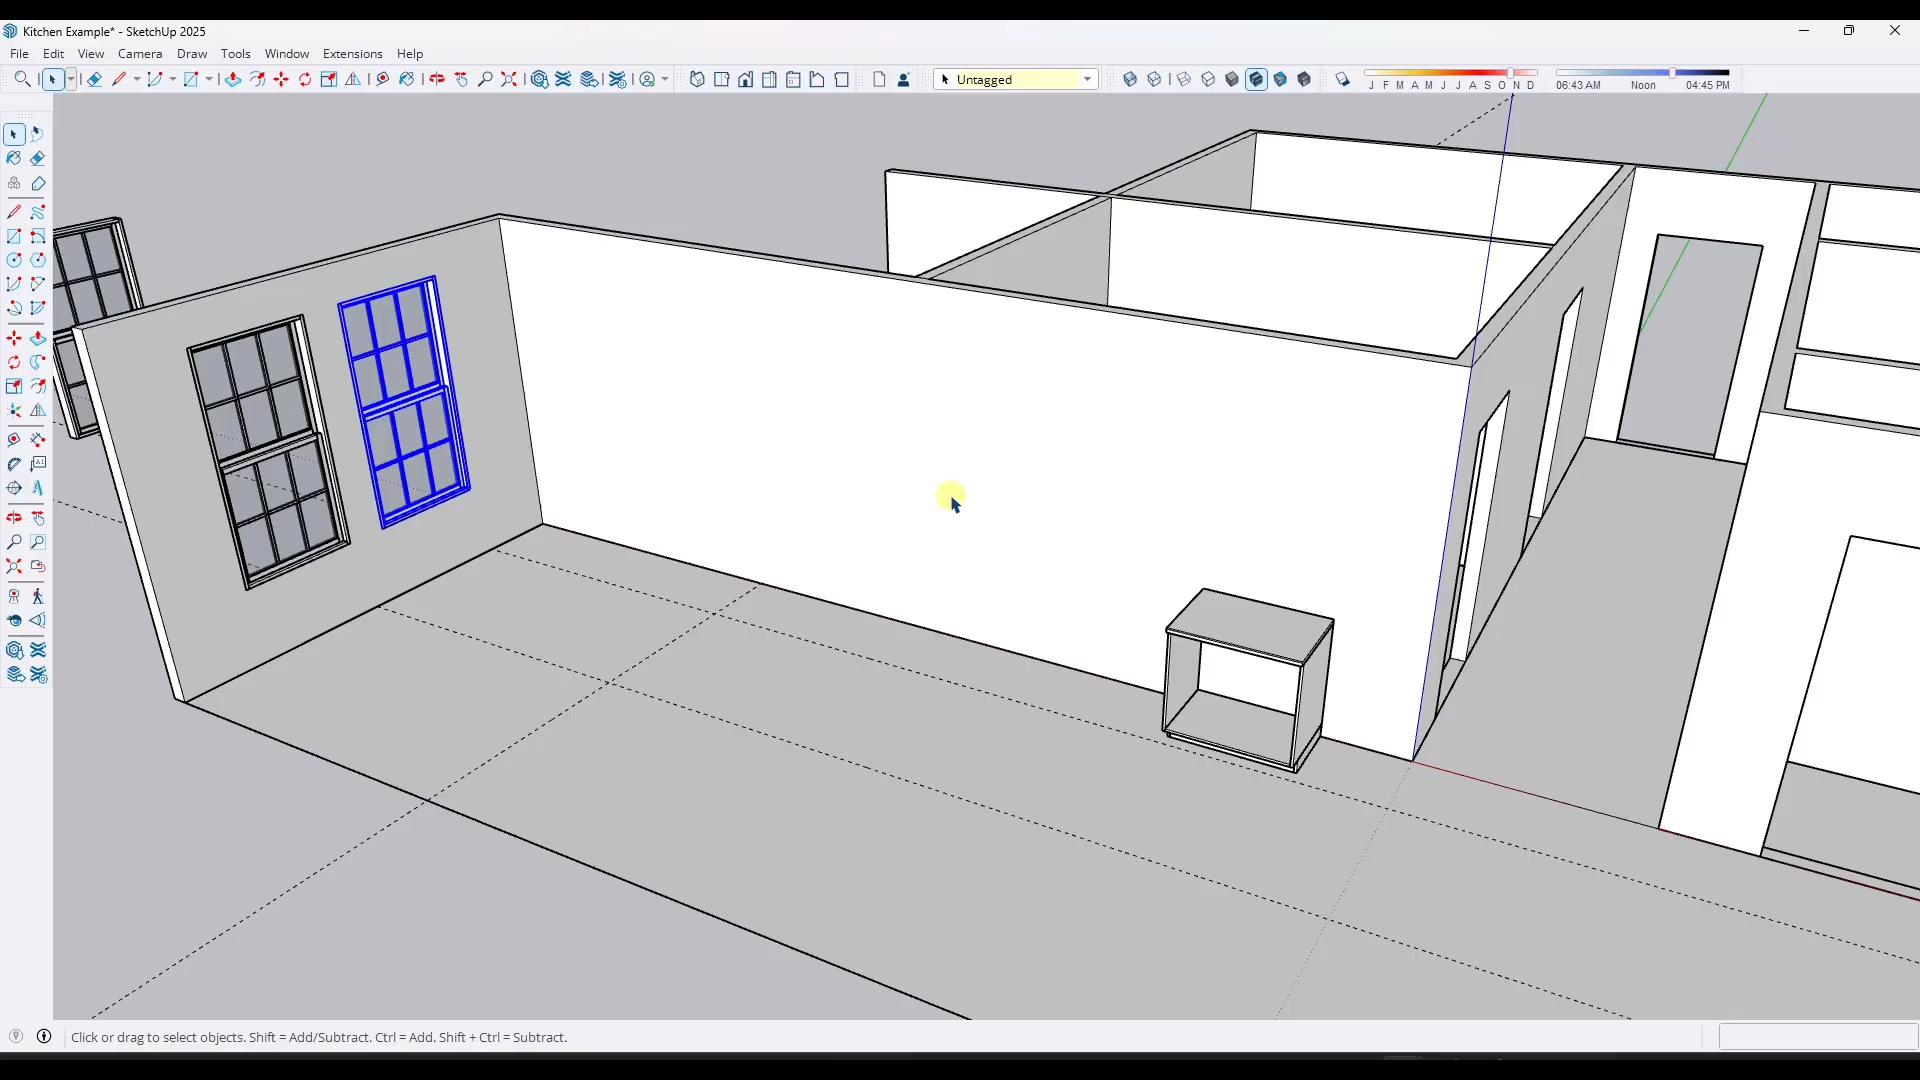 Kitchen Example* - SketchUp 2025
File Edit View Camera Draw Tools Window Extensions Help
Untagged
J F M A M J J A S O N D
06:43 AM Noon 04:45 PM
Click or drag to select objects. Shift = Add/Subtract. Ctrl = Add. Shift + Ctrl = Subtract.